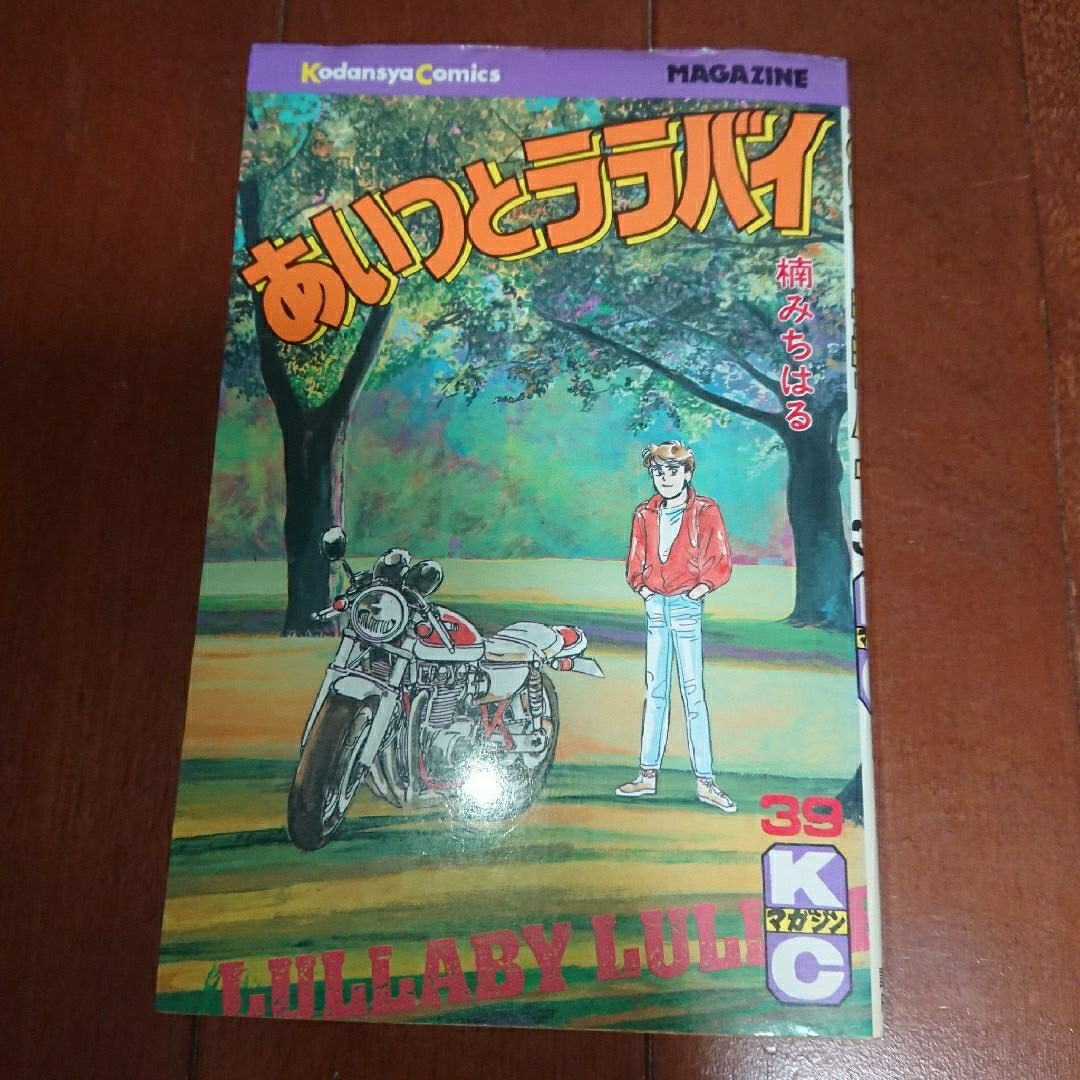 Kodansya Comics
MAGAZINE
あいつとララバイ
楠みちはる
39
K
マガジン
C
LULLABY LULL